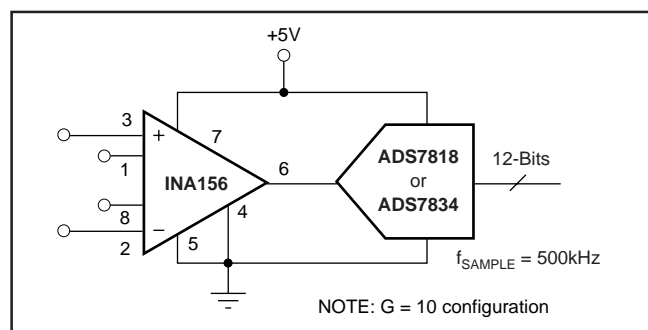 +5V
3
+
7
1
INA156
6
8
4
−
2
5
ADS7818
or
ADS7834
12-Bits
fSAMPLE = 500kHz
NOTE: G = 10 configuration